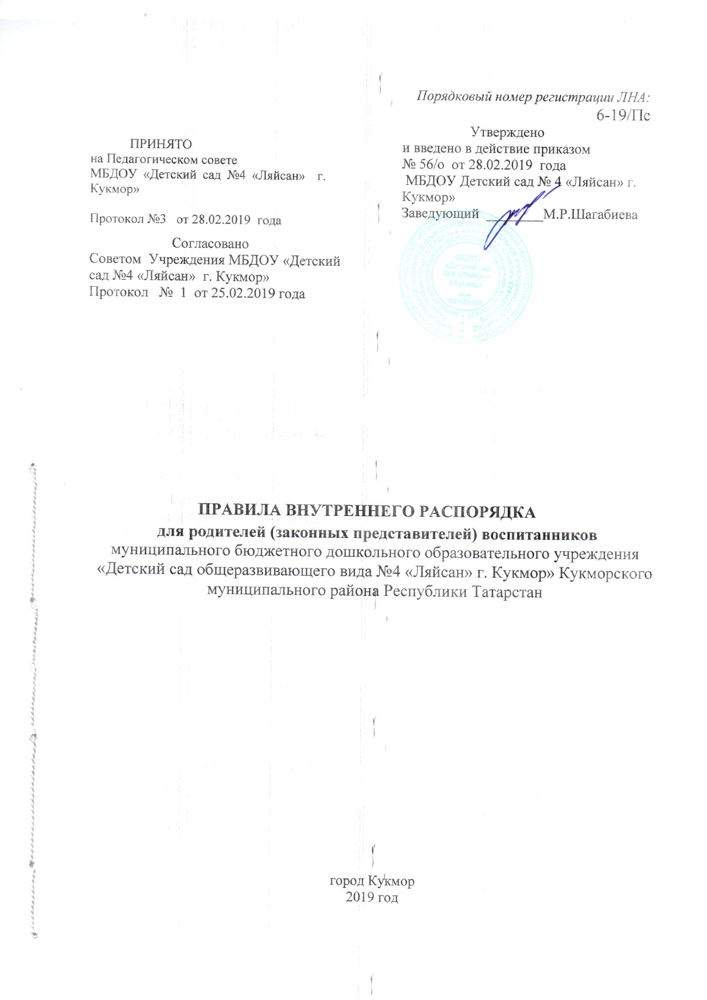 Порядковый номер регистрации ЛНА:
6-19/Пс
ПРИНЯТО
на Педагогическом совете
МБДОУ «Детский сад №4 «Ляйсан» г.
Кукмор»
Протокол №3 от 28.02.2019 года
Согласовано
Советом Учреждения МБДОУ «Детский
сад №4 «Ляйсан» г. Кукмор»
Протокол № 1 от 25.02.2019 года
Утверждено
и введено в действие приказом
№ 56/о от 28.02.2019 года
МБДОУ Детский сад № 4 «Ляйсан» г.
Кукмор»
Заведующий ________М.Р.Шагабиева
МБДОУ
«Детский сад
№4 «Ляйсан»
г.Кукмор»
ИНН
ПРАВИЛА ВНУТРЕННЕГО РАСПОРЯДКА
для родителей (законных представителей) воспитанников
муниципального бюджетного дошкольного образовательного учреждения
«Детский сад общеразвивающего вида №4 «Ляйсан» г. Кукмор» Кукморского
муниципального района Республики Татарстан
город Кукмор
2019 год